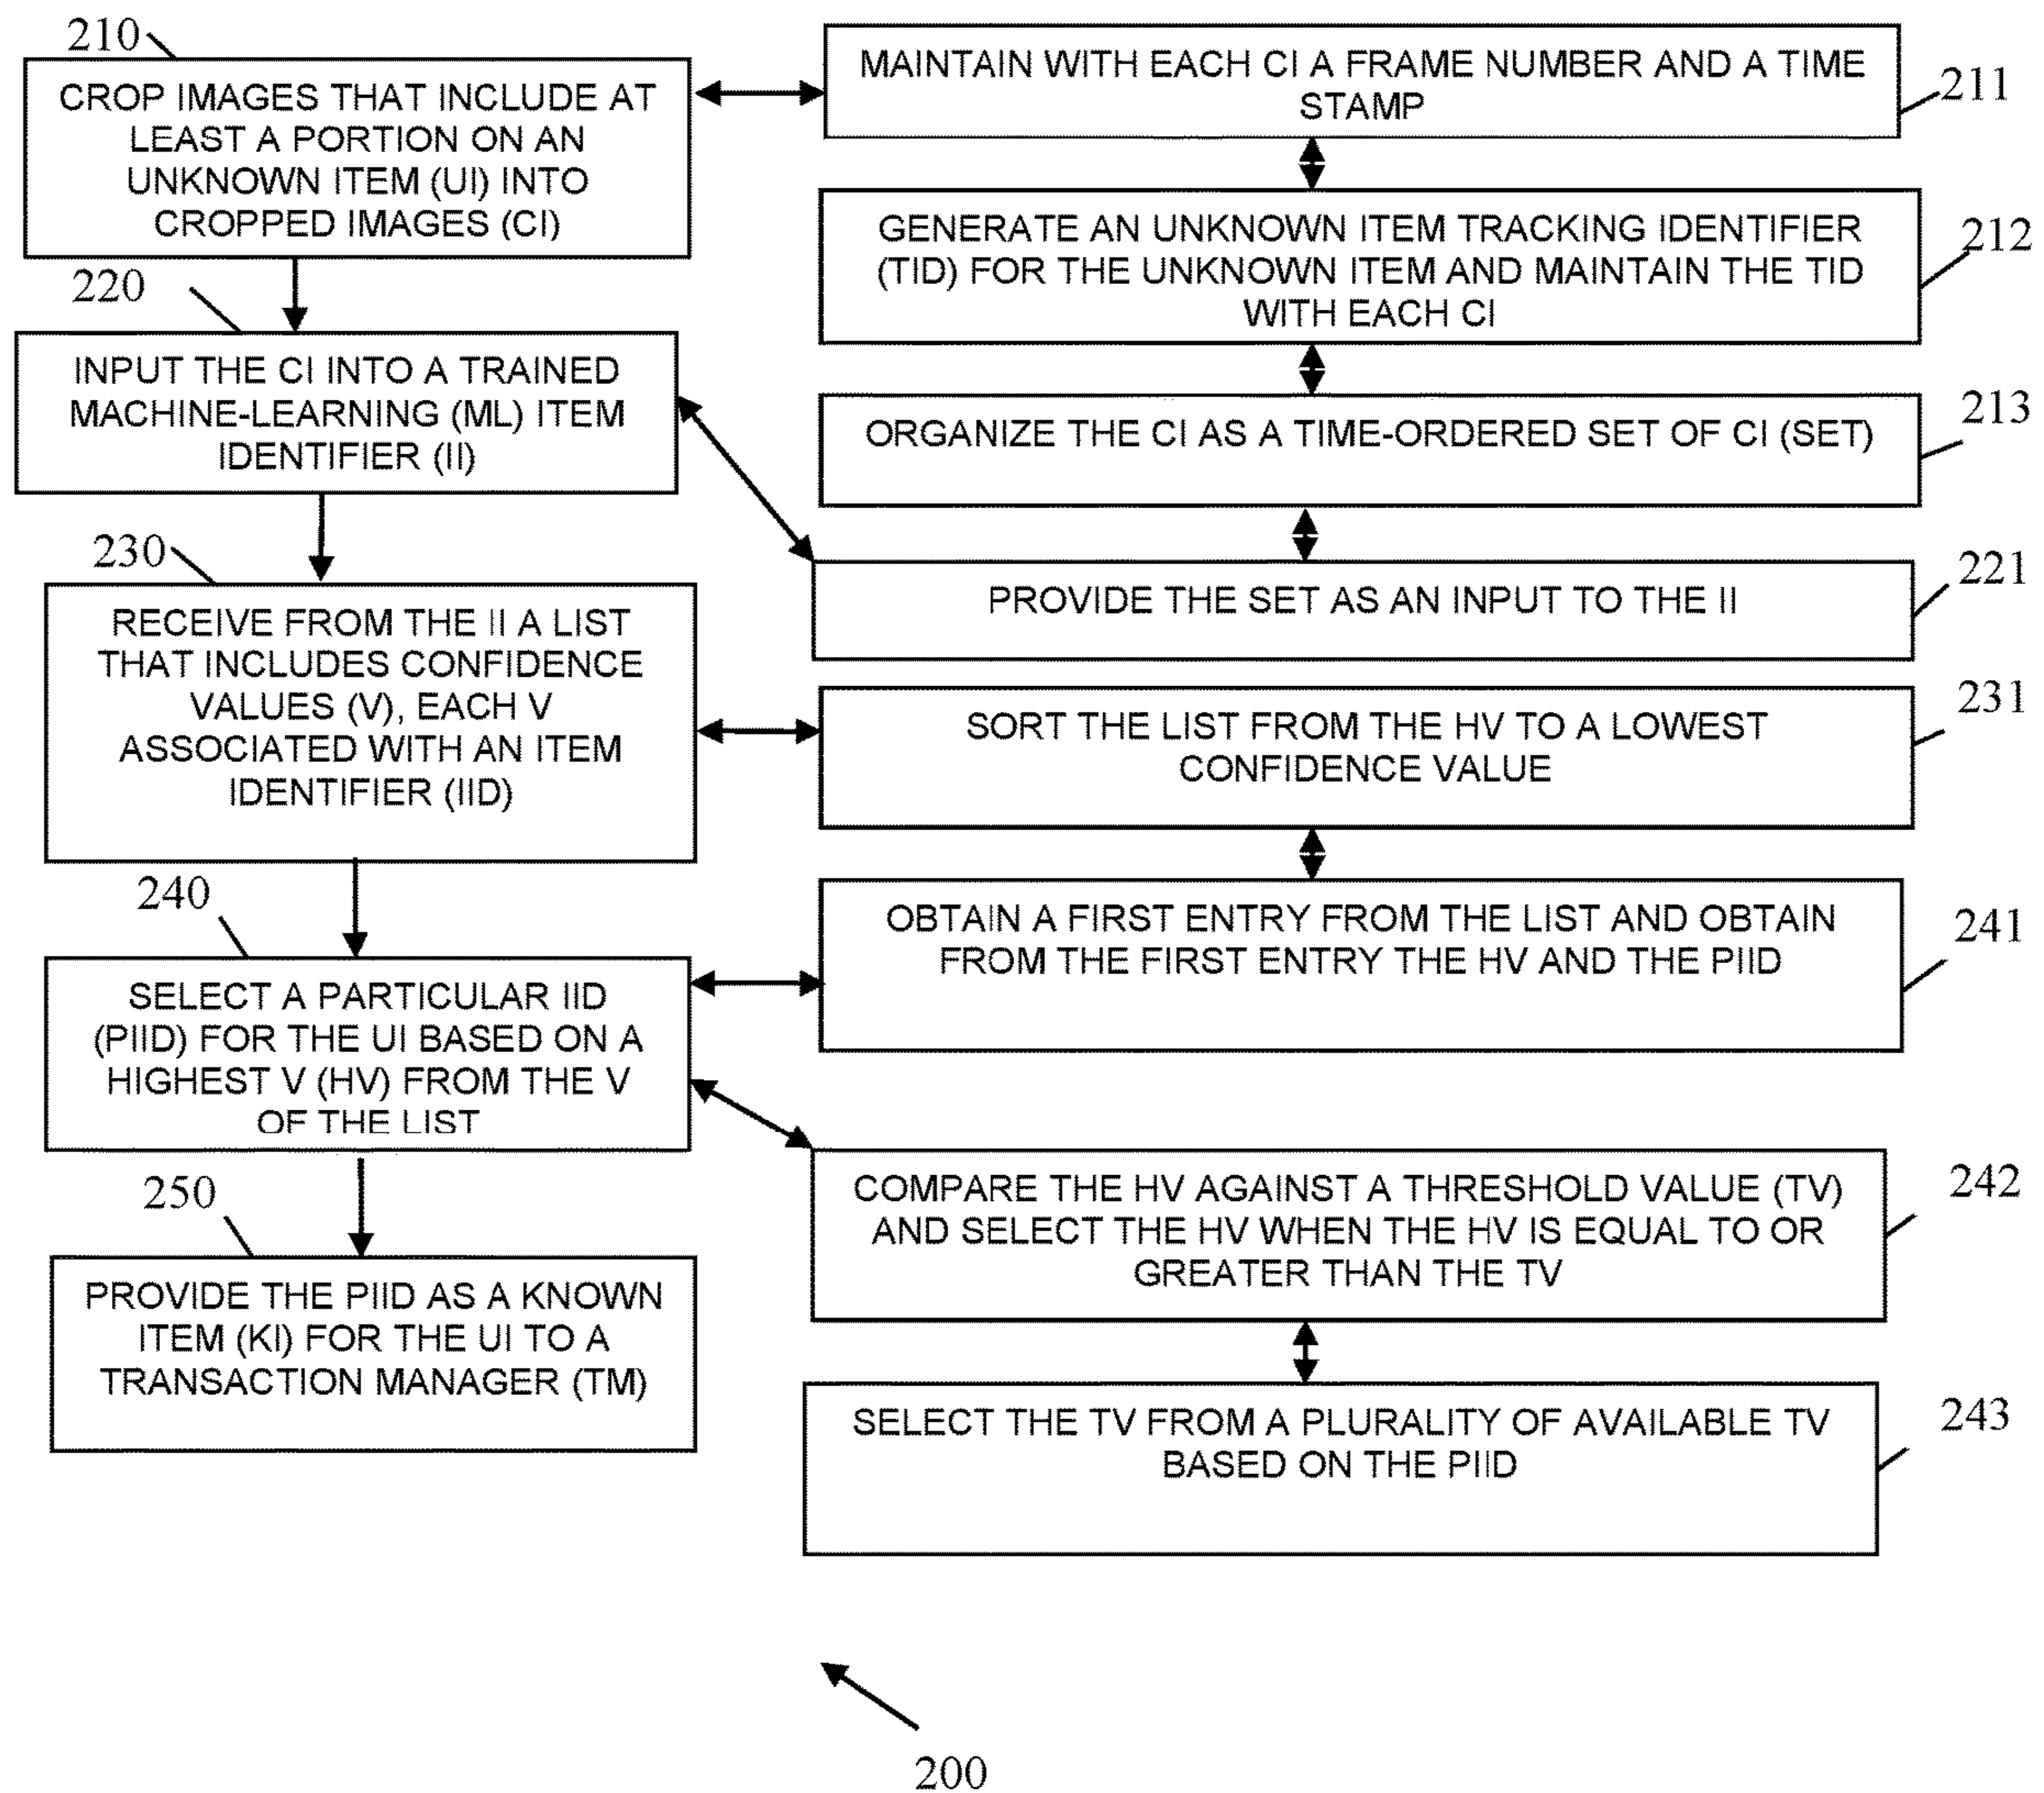 210
CROP IMAGES THAT INCLUDE AT
LEAST A PORTION ON AN
UNKNOWN ITEM (UI) INTO
CROPPED IMAGES (CI)
220
INPUT THE CI INTO A TRAINED
MACHINE-LEARNING (ML) ITEM
IDENTIFIER (II)
230
RECEIVE FROM THE II A LIST
THAT INCLUDES CONFIDENCE
VALUES (V), EACH V
ASSOCIATED WITH AN ITEM
IDENTIFIER (IID)
240
SELECT A PARTICULAR IID
(PIID) FOR THE UI BASED ON A
HIGHEST V (HV) FROM THE V
OF THE LIST
250
PROVIDE THE PIID AS A KNOWN
ITEM (KI) FOR THE UI TO A
TRANSACTION MANAGER (TM)
MAINTAIN WITH EACH CI A FRAME NUMBER AND A TIME
STAMP
211
GENERATE AN UNKNOWN ITEM TRACKING IDENTIFIER
(TID) FOR THE UNKNOWN ITEM AND MAINTAIN THE TID
WITH EACH CI
212
ORGANIZE THE CI AS A TIME-ORDERED SET OF CI (SET)
213
PROVIDE THE SET AS AN INPUT TO THE II
221
SORT THE LIST FROM THE HV TO A LOWEST
CONFIDENCE VALUE
231
OBTAIN A FIRST ENTRY FROM THE LIST AND OBTAIN
FROM THE FIRST ENTRY THE HV AND THE PIID
241
COMPARE THE HV AGAINST A THRESHOLD VALUE (TV)
AND SELECT THE HV WHEN THE HV IS EQUAL TO OR
GREATER THAN THE TV
242
SELECT THE TV FROM A PLURALITY OF AVAILABLE TV
BASED ON THE PIID
243
200